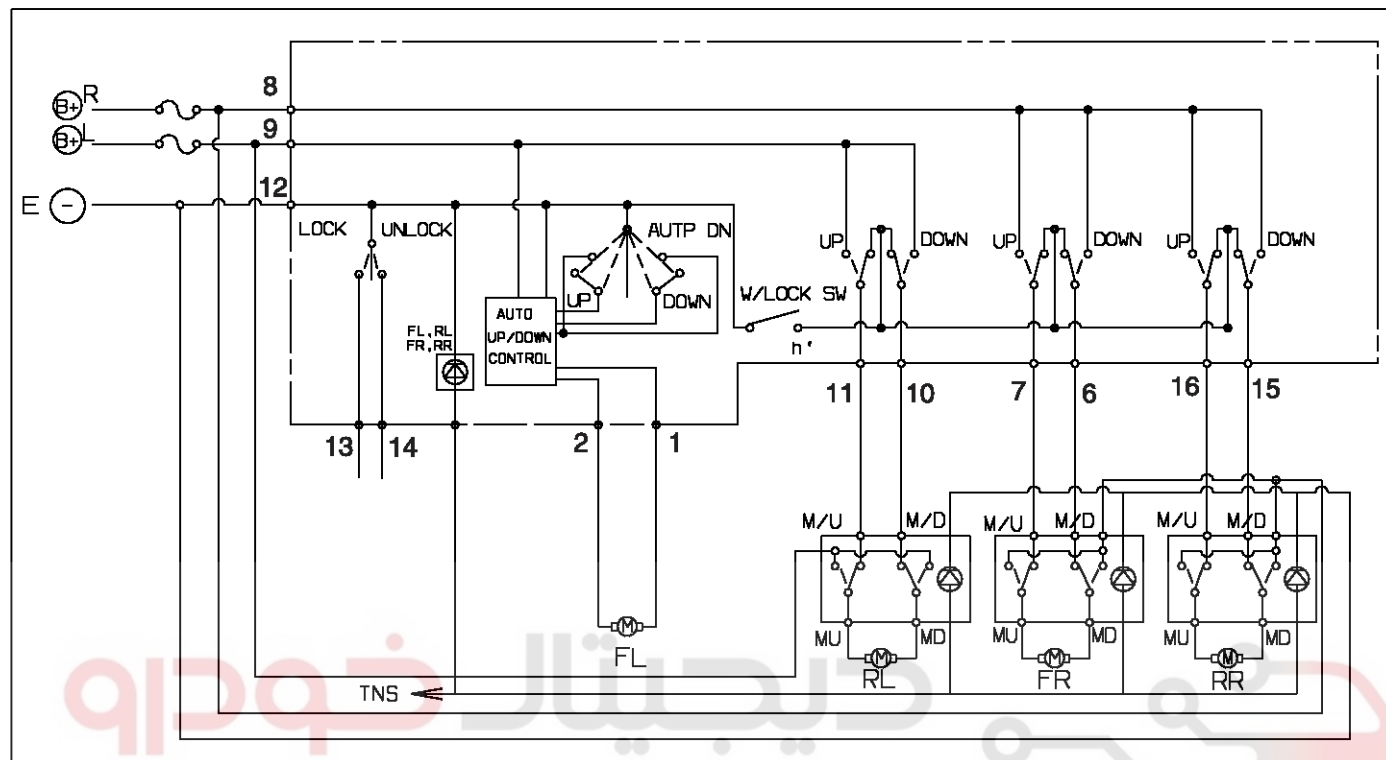 B+ R
8
B+ L
9
E -
12
LOCK
UNLOCK
AUTP DN
UP
DOWN
UP
DOWN
UP
DOWN
UP
DOWN
W/LOCK SW
h'
AUTO
UP/DOWN
CONTROL
FL,RL
FR,RR
13
14
2
1
11
10
7
6
16
15
M/U
M/D
M/U
M/D
M/U
M/D
MU
MD
MU
MD
MU
MD
M
FL
M
RL
M
FR
M
RR
TNS
دیجیتال خودرو